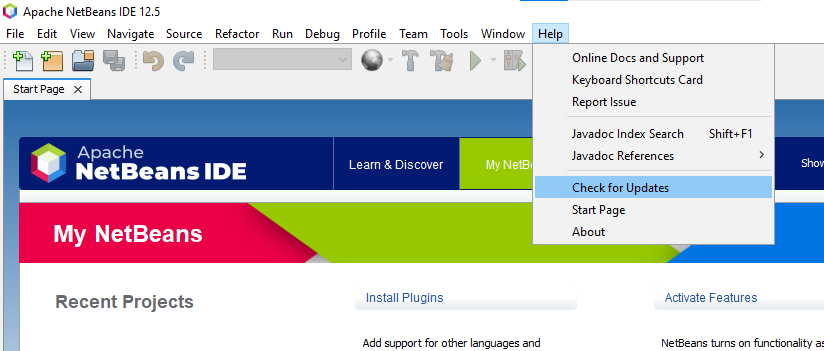 Apache NetBeans IDE 12.5
File Edit View Navigate Source Refactor Run Debug Profile Team Tools Window Help
Start Page
Online Docs and Support
Keyboard Shortcuts Card
Report Issue
Javadoc Index Search Shift+F1
Javadoc References
Check for Updates
Start Page
About
Apache
NetBeans IDE
Learn & Discover
My NetB
Show
My NetBeans
Recent Projects
Install Plugins
Activate Features
Add support for other languages and
NetBeans turns on functionality as